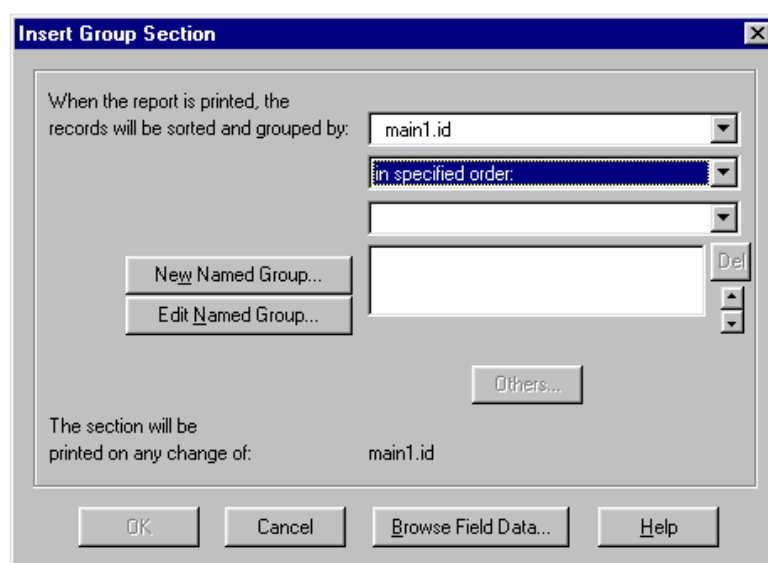 Insert Group Section
When the report is printed, the
records will be sorted and grouped by:
main1.id
in specified order:
New Named Group...
Del
Edit Named Group...
Others...
The section will be
printed on any change of:
main1.id
OK
Cancel
Browse Field Data...
Help